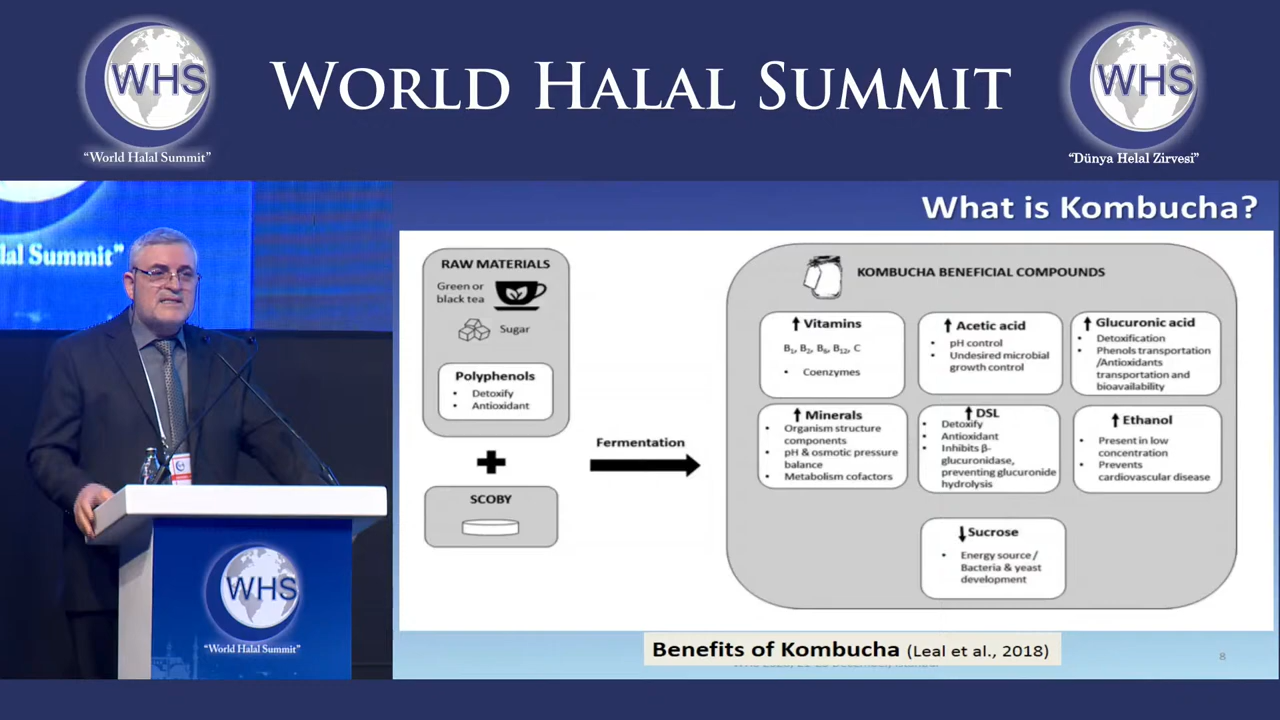 WHS
"World Halal Summit"
WORLD HALAL SUMMIT
WHS
"Dünya Helal Zirvesi"
lal Summit"
WHS
"World Halal Summit"
What is Kombucha?
RAW MATERIALS
Green or
black tea
Sugar
Polyphenols
• Detoxify
• Antioxidant
SCOBY
Fermentation
KOMBUCHA BENEFICIAL COMPOUNDS
Vitamins
• Coenzymes
Acetic acid
• pH control
• Undesired microbial
growth control
Glucuronic acid
• Detoxification
• Phenols transportation
/Antioxidants
transportation and
bioavailability
Minerals
• Organism structure
components
• pH & osmotic pressure
balance
• Metabolism cofactors
DSL
• Detoxify
• Antioxidant
• Inhibits β-
glucuronidase,
preventing glucuronide
hydrolysis
Ethanol
• Present in low
concentration
• Prevents
cardiovascular disease
Sucrose
• Energy source /
Bacteria & yeast
development
Benefits of Kombucha (Leal et al., 2018)
8